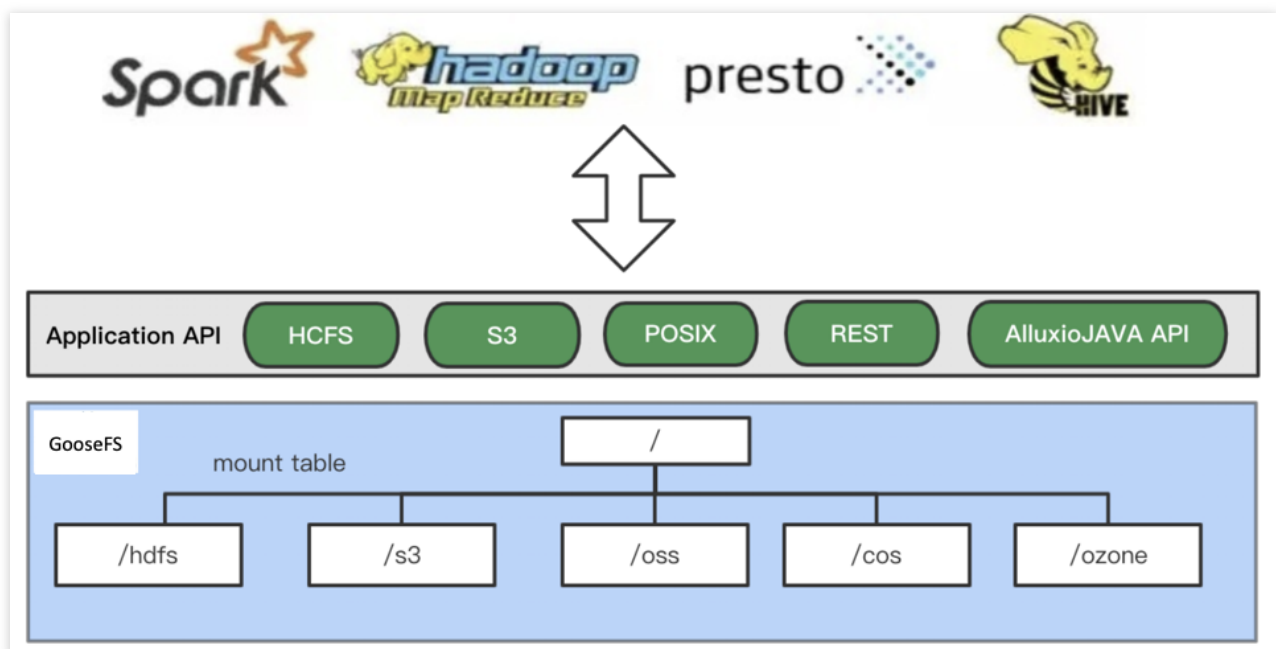 Spark
hadoop
Map Reduce
presto
HIVE
Application API HCFS S3 POSIX REST AlluxioJAVA API
GooseFS
/
mount table
/hdfs /s3 /oss /cos /ozone